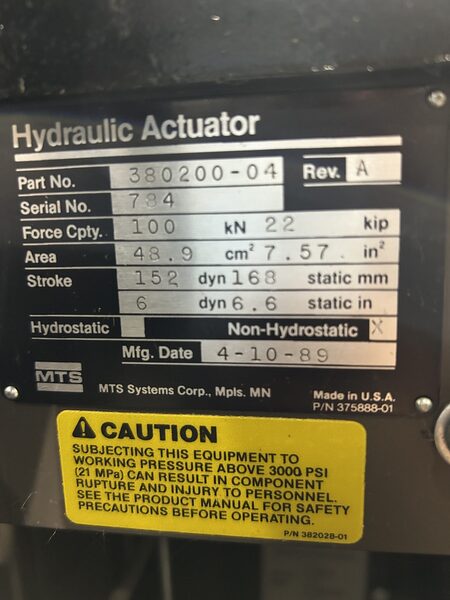 Hydraulic Actuator
Part No. 380200-04 Rev. A
Serial No. 784
Force Cpty. 100 kN 22 kip
Area 48.9 cm² 7.57 in²
Stroke 152 dyn 168 static mm
6 dyn 6.6 static in
Hydrostatic Non-Hydrostatic X
Mfg. Date 4-10-89
MTS MTS Systems Corp., Mpls. MN
Made in U.S.A.
P/N 375888-01
CAUTION
SUBJECTING THIS EQUIPMENT TO
WORKING PRESSURE ABOVE 3000 PSI
(21 MPa) CAN RESULT IN COMPONENT
RUPTURE AND INJURY TO PERSONNEL.
SEE THE PRODUCT MANUAL FOR SAFETY
PRECAUTIONS BEFORE OPERATING.
P/N 382028-01